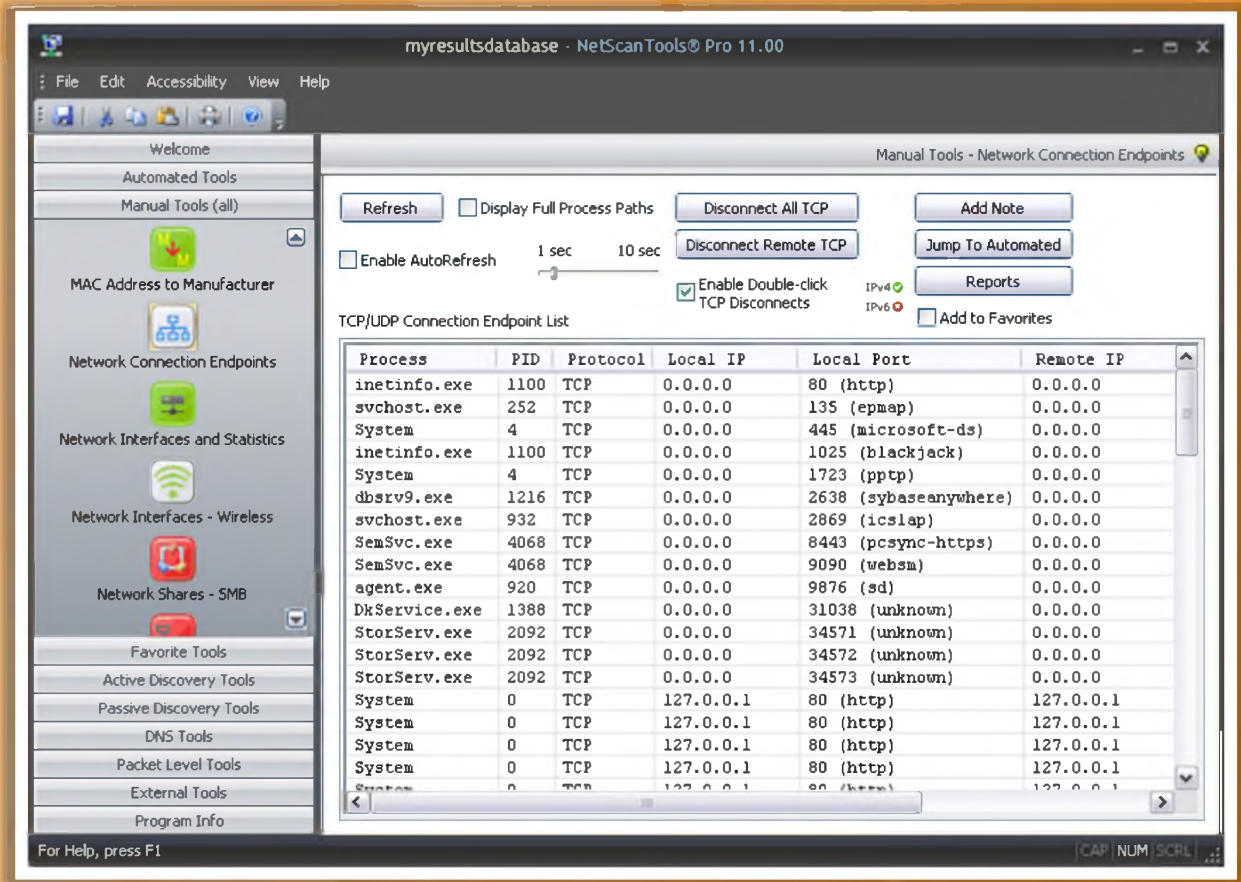 myresultsdatabase - NetScanTools® Pro 11.00
File Edit Accessibility View Help
Welcome
Automated Tools
Manual Tools (all)
MAC Address to Manufacturer
Network Connection Endpoints
Network Interfaces and Statistics
Network Interfaces - Wireless
Network Shares - SMB
Favorite Tools
Active Discovery Tools
Passive Discovery Tools
DNS Tools
Packet Level Tools
External Tools
Program Info
Manual Tools - Network Connection Endpoints
Refresh Display Full Process Paths Disconnect All TCP Add Note
Enable AutoRefresh 1 sec 10 sec Disconnect Remote TCP Jump To Automated
Enable Double-click
TCP Disconnects
IPv4
IPv6
Reports
Add to Favorites
TCP/UDP Connection Endpoint List
Process PID Protocol Local IP Local Port Remote IP
inetinfo.exe 1100 TCP 0.0.0.0 80 (http) 0.0.0.0
svchost.exe 252 TCP 0.0.0.0 135 (epmap) 0.0.0.0
System 4 TCP 0.0.0.0 445 (microsoft-ds) 0.0.0.0
inetinfo.exe 1100 TCP 0.0.0.0 1025 (blackjack) 0.0.0.0
System 4 TCP 0.0.0.0 1723 (pptp) 0.0.0.0
dbsrv9.exe 1216 TCP 0.0.0.0 2638 (sybaseanywhere) 0.0.0.0
svchost.exe 932 TCP 0.0.0.0 2869 (icslap) 0.0.0.0
SemSvc.exe 4068 TCP 0.0.0.0 8443 (pcsync-https) 0.0.0.0
SemSvc.exe 4068 TCP 0.0.0.0 9090 (websm) 0.0.0.0
agent.exe 920 TCP 0.0.0.0 9876 (sd) 0.0.0.0
DkService.exe 1388 TCP 0.0.0.0 31038 (unknown) 0.0.0.0
StorServ.exe 2092 TCP 0.0.0.0 34571 (unknown) 0.0.0.0
StorServ.exe 2092 TCP 0.0.0.0 34572 (unknown) 0.0.0.0
StorServ.exe 2092 TCP 0.0.0.0 34573 (unknown) 0.0.0.0
System 0 TCP 127.0.0.1 80 (http) 127.0.0.1
System 0 TCP 127.0.0.1 80 (http) 127.0.0.1
System 0 TCP 127.0.0.1 80 (http) 127.0.0.1
System 0 TCP 127.0.0.1 80 (http) 127.0.0.1
For Help, press F1
CAP NUM SCRL